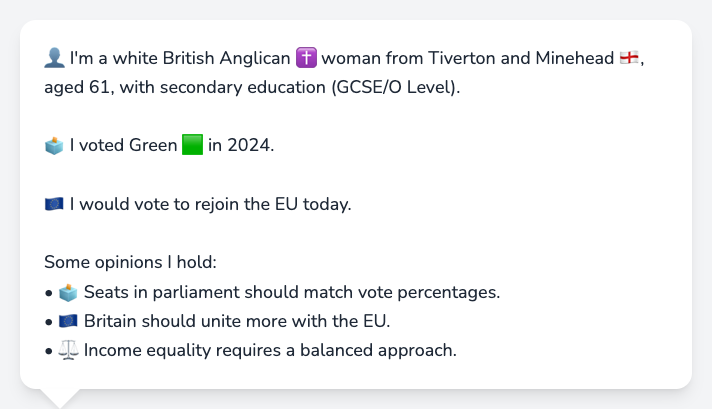 👤 I'm a white British Anglican ✝️ woman from Tiverton and Minehead 🏴󠁧󠁢󠁥󠁮󠁧󠁿,
aged 61, with secondary education (GCSE/O Level).
🗳️ I voted Green 🟩 in 2024.
🇪🇺 I would vote to rejoin the EU today.
Some opinions I hold:
• 🗳️ Seats in parliament should match vote percentages.
• 🇪🇺 Britain should unite more with the EU.
• ⚖️ Income equality requires a balanced approach.